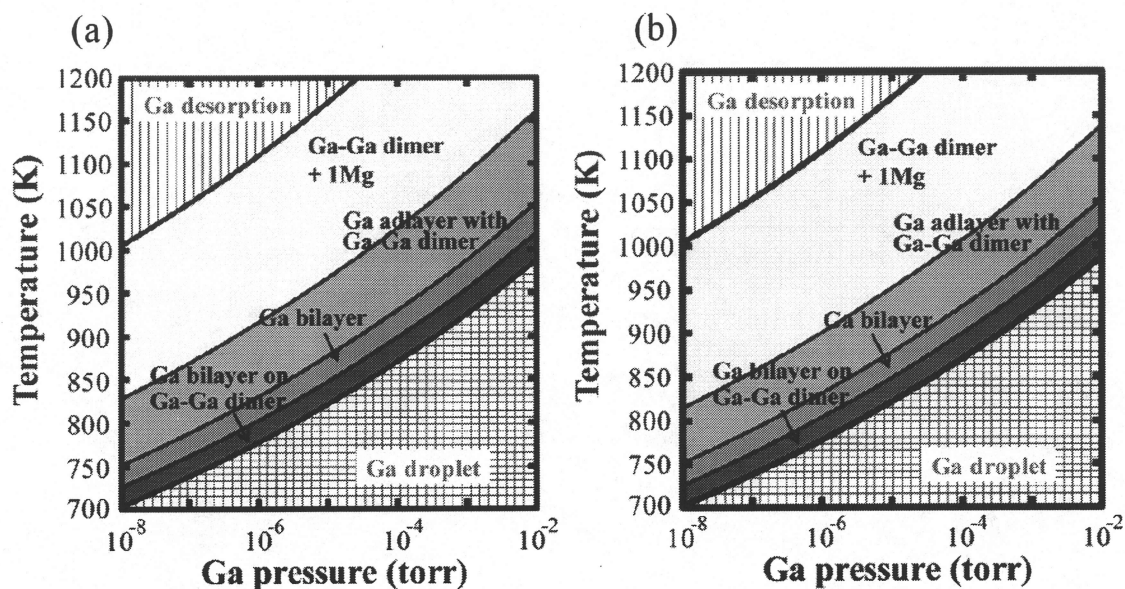 (a)
Temperature (K)
1200
1150
1100
1050
1000
950
900
850
800
750
700
Ga desorption
Ga-Ga dimer
+ 1Mg
Ga adlayer with
Ga-Ga dimer
Ga bilayer
Ga bilayer on
Ga-Ga dimer
Ga droplet
10-8
10-6
10-4
10-2
Ga pressure (torr)
(b)
Temperature (K)
1200
1150
1100
1050
1000
950
900
850
800
750
700
Ga desorption
Ga-Ga dimer
+ 1Mg
Ga adlayer with
Ga-Ga dimer
Ga bilayer
Ga bilayer on
Ga-Ga dimer
Ga droplet
10-8
10-6
10-4
10-2
Ga pressure (torr)